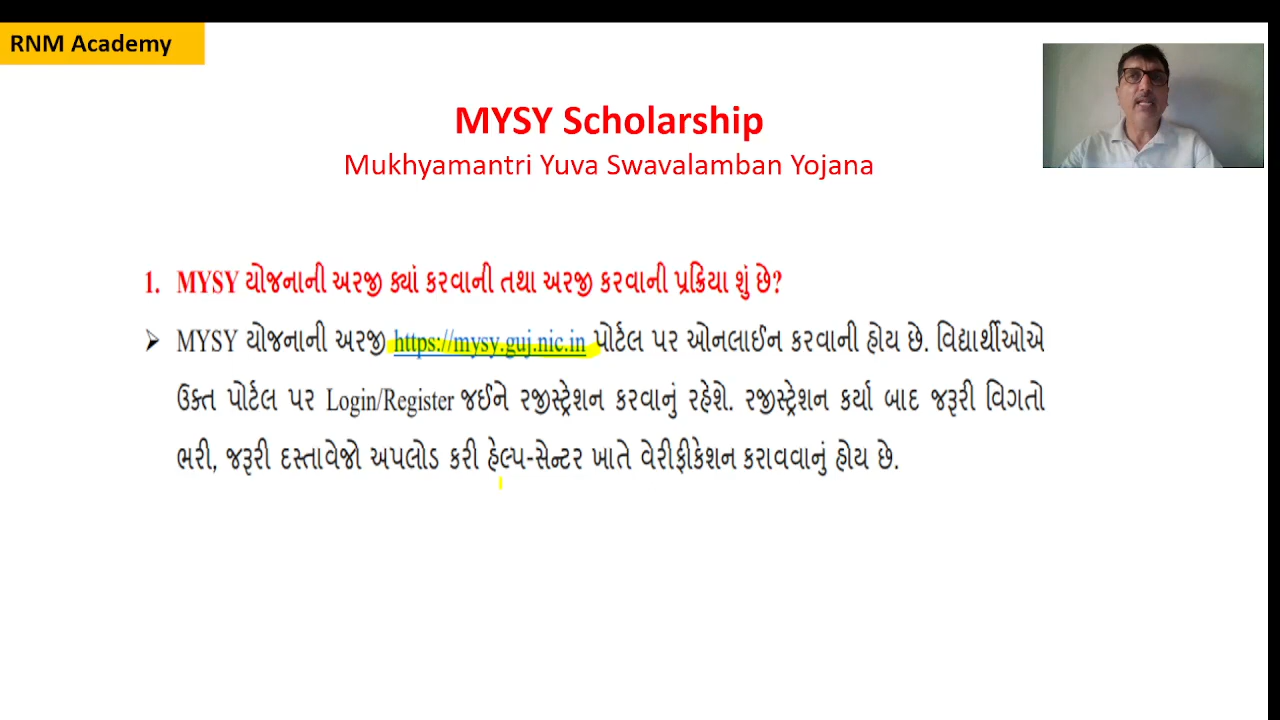 RNM Academy
MYSY Scholarship
Mukhyamantri Yuva Swavalamban Yojana
1. MYSY યોજનાની અરજી ક્યાં કરવાની તથા અરજી કરવાની પ્રક્રિયા શું છે?
➢ MYSY યોજનાની અરજી https://mysy.guj.nic.in પોર્ટલ પર ઓનલાઈન કરવાની હોય છે. વિદ્યાર્થીઓએ
ઉક્ત પોર્ટલ પર Login/Register જઈને રજીસ્ટ્રેશન કરવાનું રહેશે. રજીસ્ટ્રેશન કર્યા બાદ જરૂરી વિગતો
ભરી, જરૂરી દસ્તાવેજો અપલોડ કરી હેલ્પ-સેન્ટર ખાતે વેરીફીકેશન કરાવવાનું હોય છે.